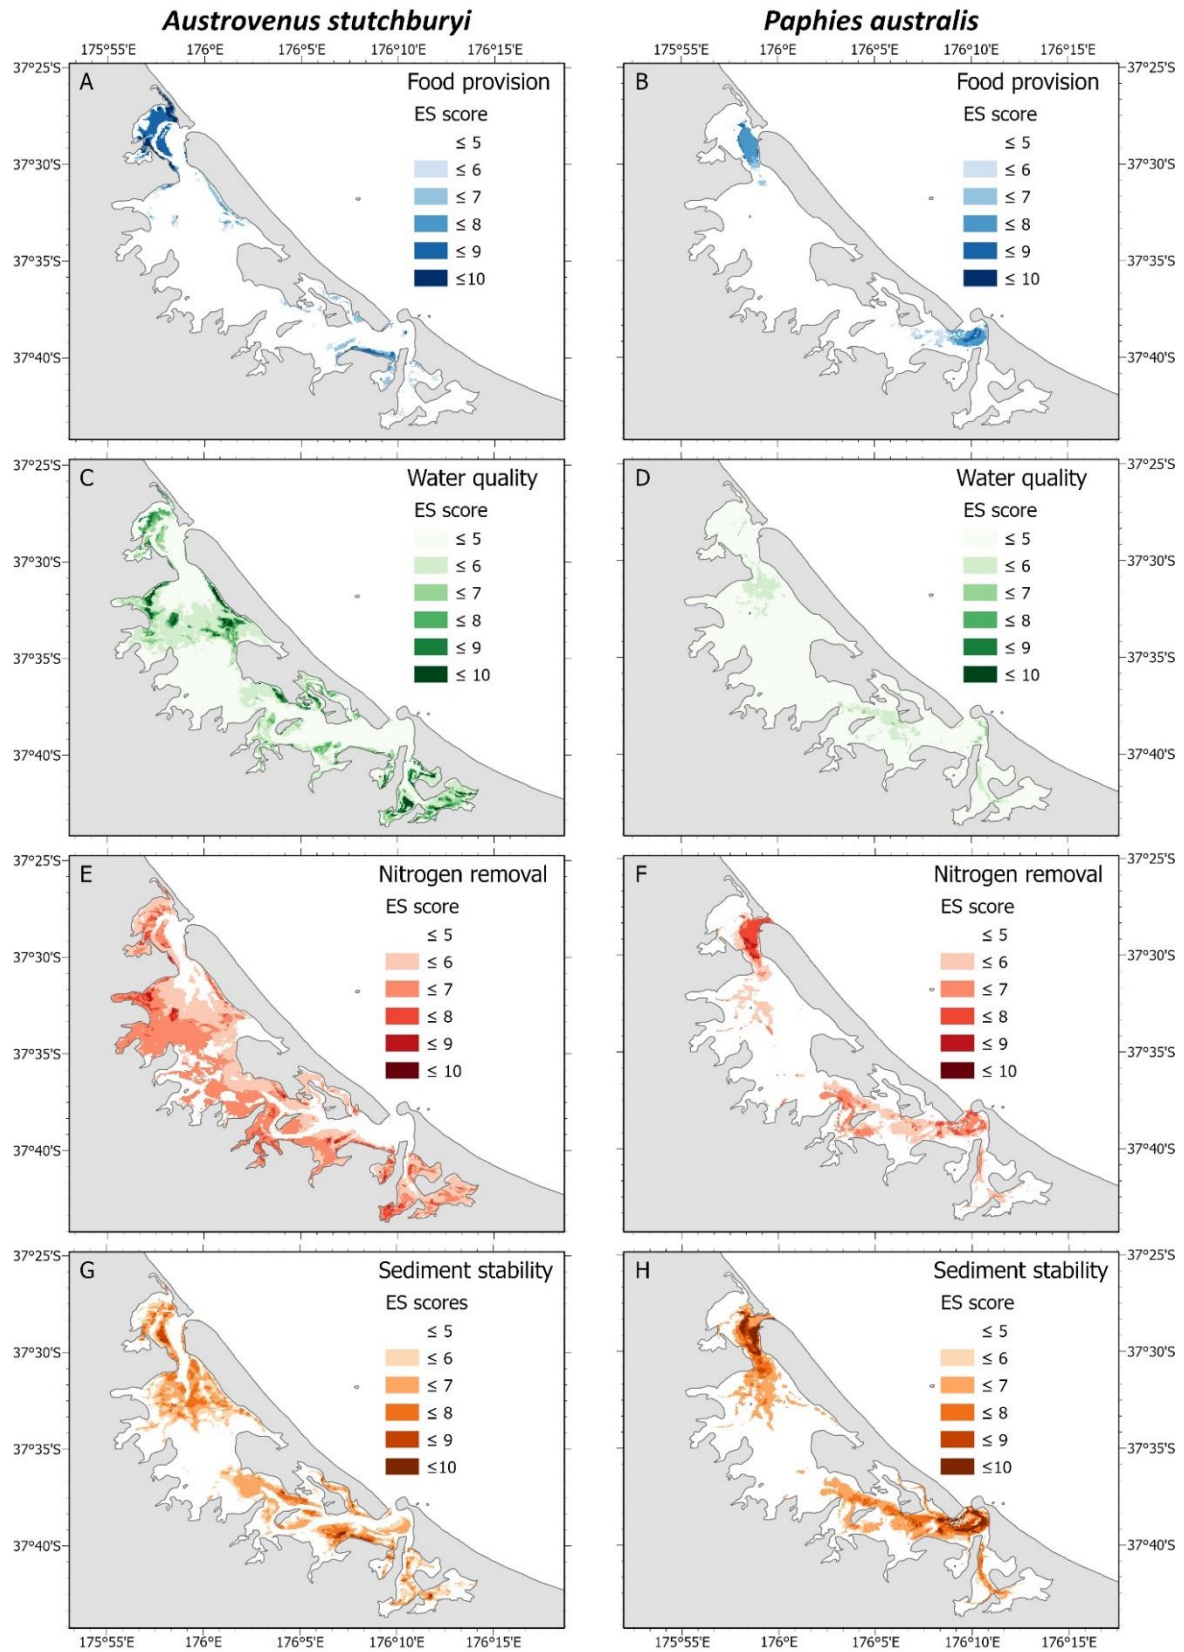 Austrovenus stutchburyi
Paphies australis
175°55'E 176°E 176°5'E 176°10'E
175°55'E 176°E 176°5'E 176°10'E
37°25'S
37°30'S
37°35'S
37°40'S
A
Food provision
ES score
≤ 5
≤ 6
≤ 7
≤ 8
≤ 9
≤10
B
Food provision
ES score
≤ 5
≤ 6
≤ 7
≤ 8
≤ 9
≤10
37°25'S
37°30'S
37°35'S
37°40'S
37°25'S
37°30'S
37°35'S
37°40'S
C
Water quality
ES score
≤ 5
≤ 6
≤ 7
≤ 8
≤ 9
≤ 10
D
Water quality
ES score
≤ 5
≤ 6
≤ 7
≤ 8
≤ 9
≤ 10
37°25'S
37°30'S
37°35'S
37°40'S
37°25'S
37°30'S
37°35'S
37°40'S
E
Nitrogen removal
ES score
≤ 5
≤ 6
≤ 7
≤ 8
≤ 9
≤ 10
F
Nitrogen removal
ES score
≤ 5
≤ 6
≤ 7
≤ 8
≤ 9
≤ 10
37°25'S
37°30'S
37°35'S
37°40'S
37°25'S
37°30'S
37°35'S
37°40'S
G
Sediment stability
ES scores
≤ 5
≤ 6
≤ 7
≤ 8
≤ 9
≤10
H
Sediment stability
ES score
≤ 5
≤ 6
≤ 7
≤ 8
≤ 9
≤10
37°25'S
37°30'S
37°35'S
37°40'S
175°55'E 176°E 176°5'E 176°10'E 176°15'E
175°55'E 176°E 176°5'E 176°10'E 176°15'E